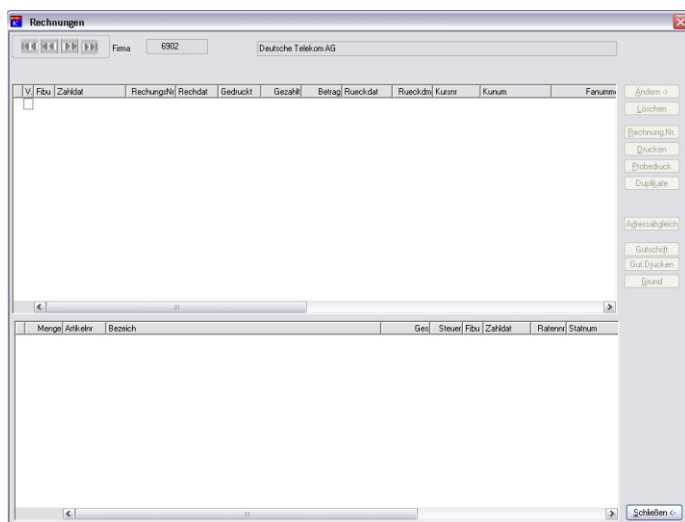 Rechnungen
Firma 6902 Deutsche Telekom AG
V. Fibu Zahldat RechungsNr Rechdat Gedruckt Gezahlt Betrag Rueckdat Rueckdm Kursnr Kunum Fanumme
Ändern ->
Löschen
Rechnung.Nr.
Drucken
Probedruck
Duplikate
Adressabgleich
Gutschrift
Gut.Drucken
Grund
Menge Artikelnr Bezeich Ges Steuer Fibu Zahldat Ratennr Statnum
Schließen <-